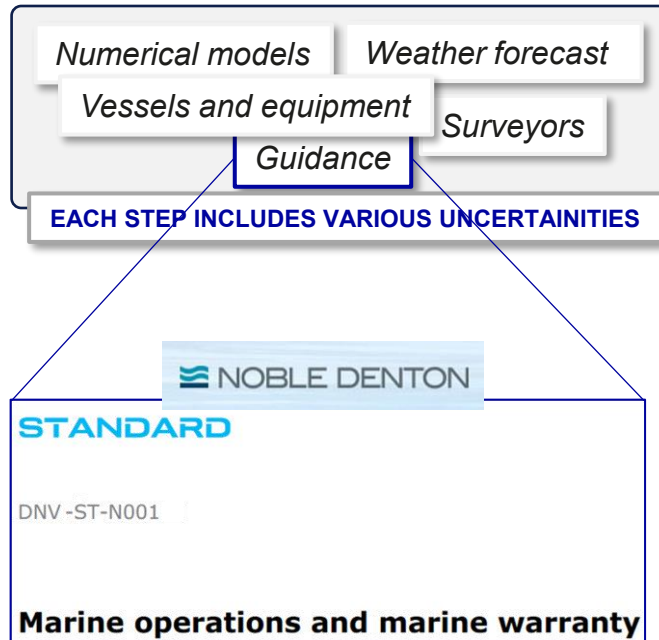 Numerical models
Weather forecast
Vessels and equipment
Surveyors
Guidance
EACH STEP INCLUDES VARIOUS UNCERTAINITIES
NOBLE DENTON
STANDARD
DNV -ST-N001
Marine operations and marine warranty